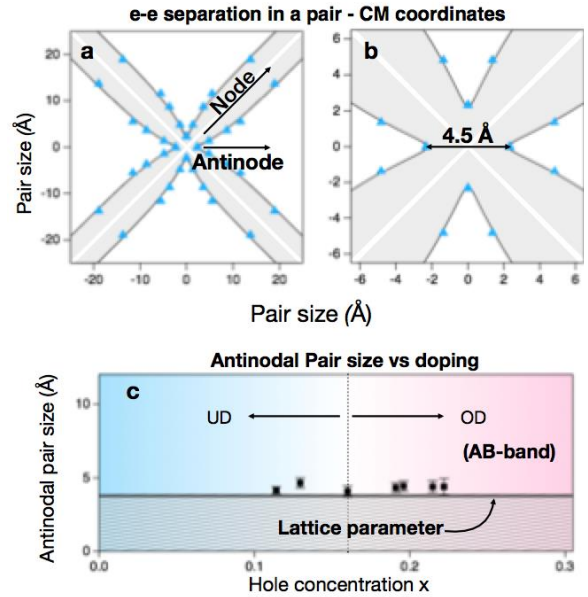 e-e separation in a pair - CM coordinates
a
b
20
10
0
-10
-20
Pair size (Å)
Node
Antinode
-20 -10 0 10 20
6
4
2
0
-2
-4
-6
4.5 Å
-6 -4 -2 0 2 4 6
Pair size (Å)
Antinodal Pair size vs doping
c
10
5
0
Antinodal pair size (Å)
UD
OD
(AB-band)
Lattice parameter
0.0 0.1 0.2 0.3
Hole concentration x